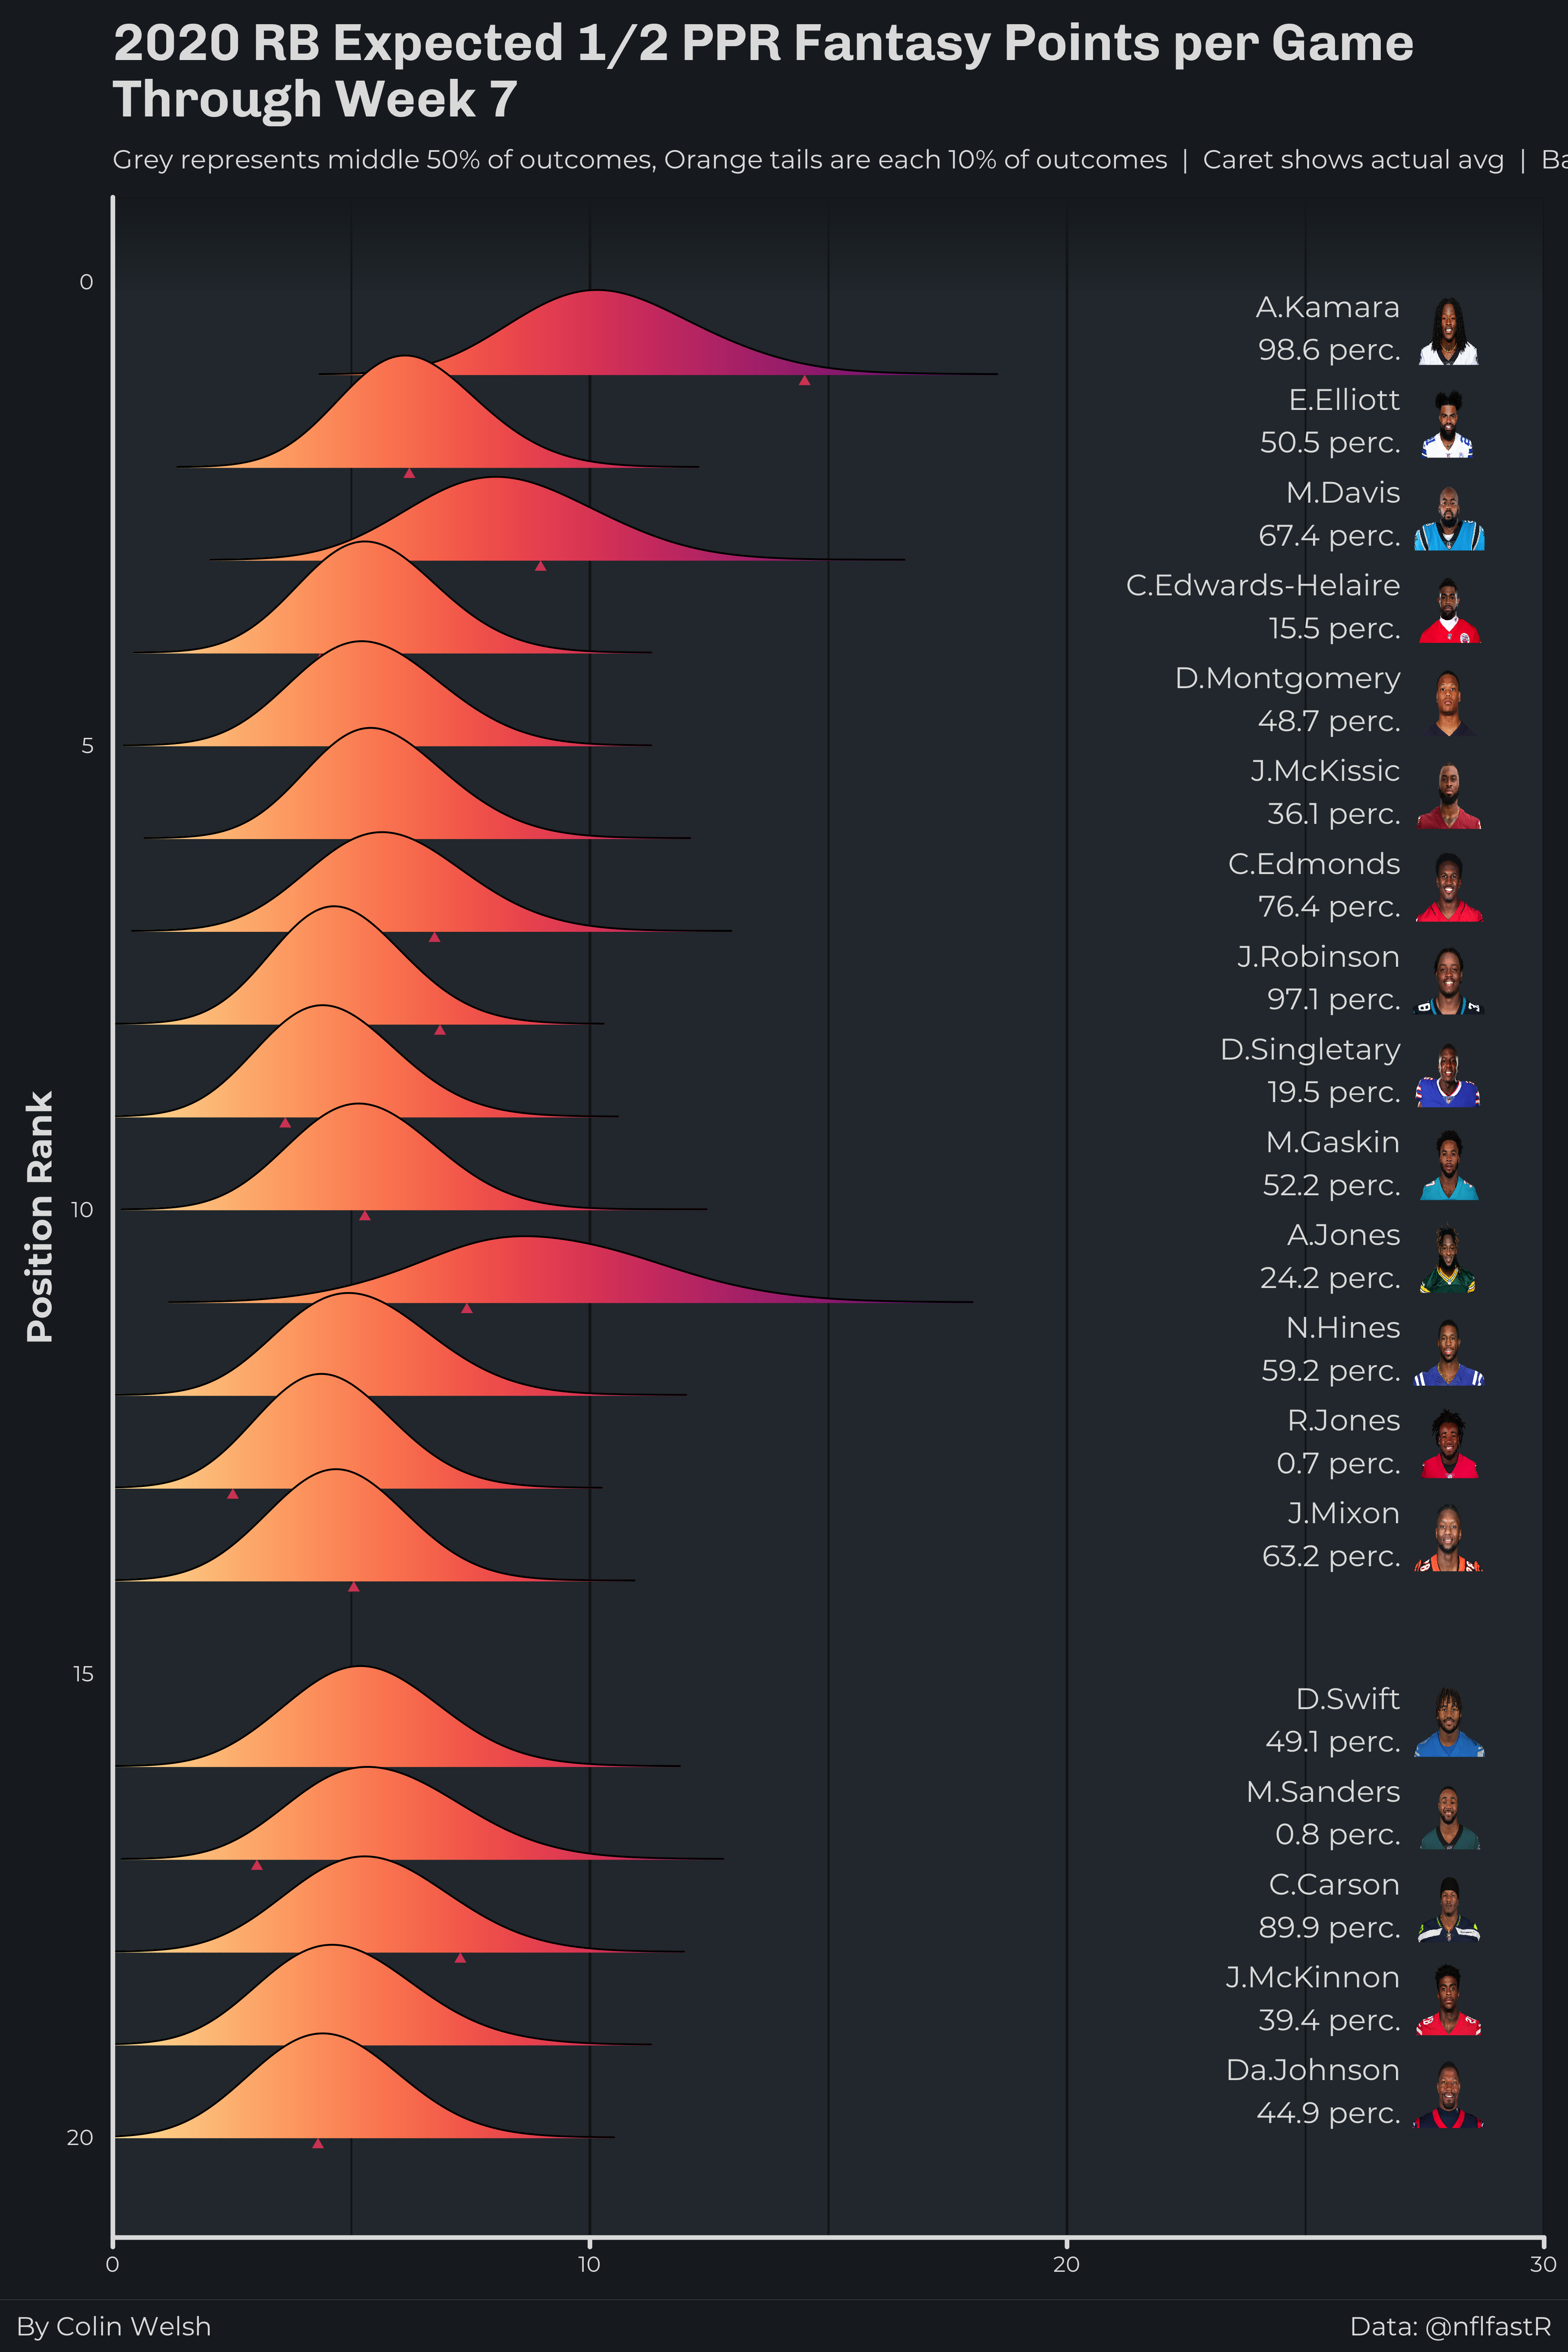 2020 RB Expected 1/2 PPR Fantasy Points per Game
Through Week 7
Grey represents middle 50% of outcomes, Orange tails are each 10% of outcomes | Caret shows actual avg | Ba
0
A.Kamara
98.6 perc.
E.Elliott
50.5 perc.
M.Davis
67.4 perc.
C.Edwards-Helaire
15.5 perc.
D.Montgomery
48.7 perc.
5
J.McKissic
36.1 perc.
C.Edmonds
76.4 perc.
J.Robinson
97.1 perc.
D.Singletary
19.5 perc.
M.Gaskin
52.2 perc.
10
A.Jones
24.2 perc.
N.Hines
59.2 perc.
R.Jones
0.7 perc.
J.Mixon
63.2 perc.
15
D.Swift
49.1 perc.
M.Sanders
0.8 perc.
C.Carson
89.9 perc.
J.McKinnon
39.4 perc.
Da.Johnson
44.9 perc.
20
Position Rank
0 10 20 30
By Colin Welsh
Data: @nflfastR